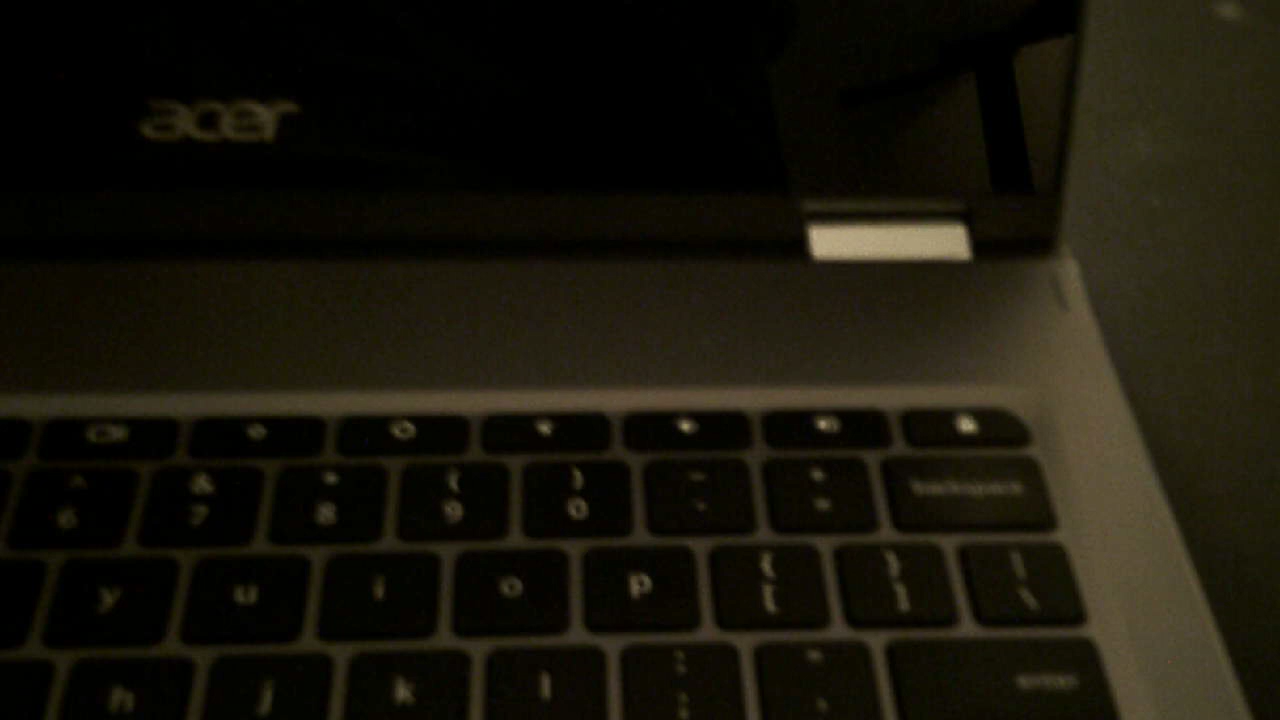 acer
^ & * ( ) _ +
6 7 8 9 0 - = backspace
y u i o p { } |
[ ] \
h j k l : "
; ' enter